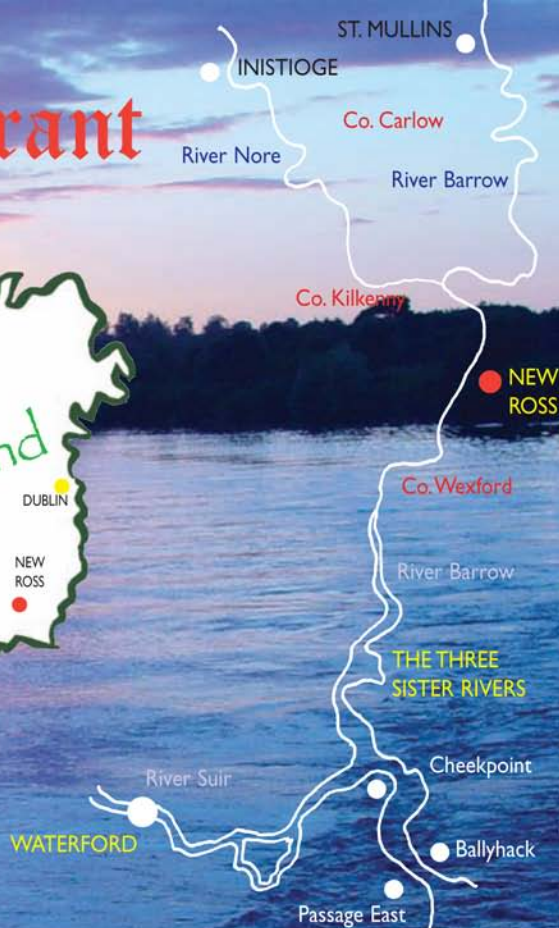 ST. MULLINS
INISTIOGE
rant
Co. Carlow
River Nore
River Barrow
Co. Kilkenny
NEW
ROSS
nd
Co. Wexford
DUBLIN
NEW
ROSS
River Barrow
THE THREE
SISTER RIVERS
Cheekpoint
River Suir
WATERFORD
Ballyhack
Passage East